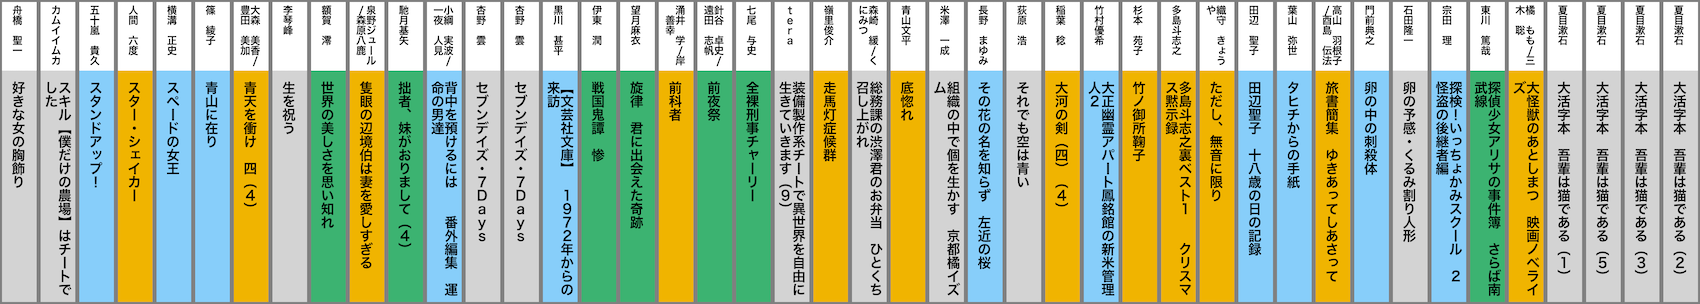 夏目漱石
大活字本　吾輩は猫である（２）
夏目漱石
大活字本　吾輩は猫である（３）
夏目漱石
大活字本　吾輩は猫である（５）
夏目漱石
大活字本　吾輩は猫である（１）
橘　もも/三
木　聡
大怪獣のあとしまつ　映画ノベライ
ズ
東川　篤哉
探偵少女アリサの事件簿　さらば南
武線
宗田　理
探検！いっちょかみスクール　２
怪盗の後継者編
石田隆一
卵の予感・くるみ割り人形
門前典之
卵の中の刺殺体
高山　羽根子
/酉島　伝法
旅書簡集　ゆきあってしあさって
葉山　弥世
タヒチからの手紙
田辺　聖子
田辺聖子　十八歳の日の記録
織守　きょう
や
ただし、無音に限り
多島斗志之
多島斗志之裏ベスト１　クリスマ
ス黙示録
杉本　苑子
竹ノ御所鞠子
竹村優希
大正幽霊アパート鳳銘館の新米管理
人２
稲葉　稔
大河の剣（四）（４）
荻原　浩
それでも空は青い
長野　まゆみ
その花の名を知らず　左近の桜
米澤　一成
組織の中で個を生かす　京都橘イズ
ム
青山文平
底惚れ
森崎　緩/く
にみつ
総務課の渋澤君のお弁当　ひとくち
召し上がれ
嶺里俊介
走馬灯症候群
ｔｅｒａ
装備製作系チートで異世界を自由に
生きていきます（９）
七尾　与史
全裸刑事チャーリー
針谷　卓史/
遠田　志帆
前夜祭
涌井　学/岸
善幸
前科者
望月麻衣
旋律　君に出会えた奇跡
伊東　潤
戦国鬼譚　惨
黒川　甚平
【文芸社文庫】　１９７２年からの
来訪
杏野　雲
セブンデイズ・７Ｄａｙｓ
杏野　雲
セブンデイズ・７Ｄａｙｓ
小綱　実波/
一夜　人見
背中を預けるには　番外編集　運
命の男達
馳月基矢
拙者、妹がおりまして（４）
泉野ジュール
/森原八鹿
隻眼の辺境伯は妻を愛しすぎる
額賀　澪
世界の美しさを思い知れ
李琴峰
生を祝う
大森　美香/
豊田　美加
青天を衝け　四（４）
篠　綾子
青山に在り
横溝　正史
スペードの女王
人間　六度
スター・シェイカー
五十嵐　貴久
スタンドアップ！
カムイイムカ
スキル【僕だけの農場】はチートで
した
舟橋　聖一
好きな女の胸飾り